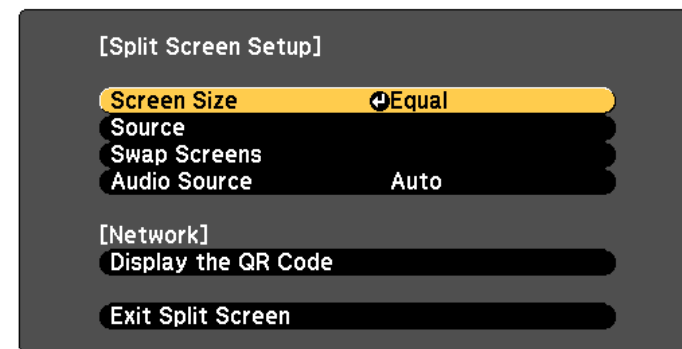 [Split Screen Setup]
Screen Size Equal
Source
Swap Screens
Audio Source Auto
[Network]
Display the QR Code
Exit Split Screen